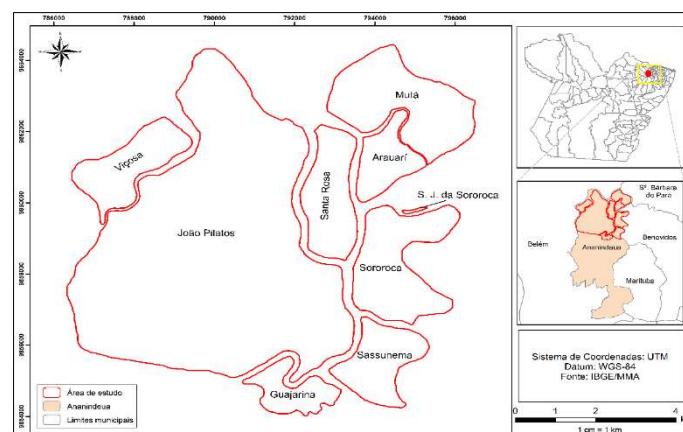 786000 788000 790000 792000 794000 796000
Mutá
Viçosa
Arauarí
Santa Rosa
S. J. da Sororoca
João Pilatos
Sororoca
Sassunema
Guajarina
Área de estudo
Ananindeua
Limites municipais
Sª. Bárbara
do Pará
Belém
Benevides
Ananindeua
Marituba
Sistema de Coordenadas: UTM
Datum: WGS-84
Fonte: IBGE/MMA
0 1 2 4
1 cm = 1 km